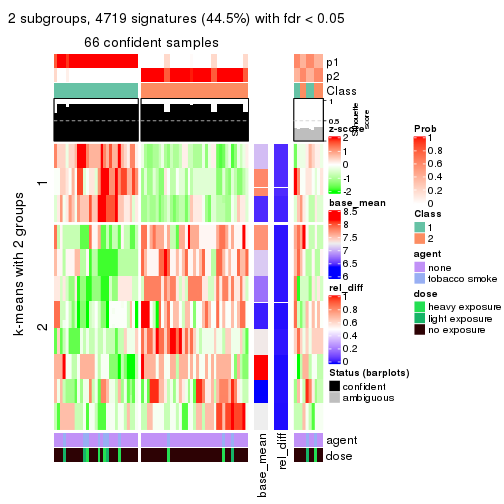 2 subgroups, 4719 signatures (44.5%) with fdr < 0.05
66 confident samples
p1
p2
Class
1
0.5
0
Silhouette
score
k-means with 2 groups
1
2
agent
dose
base_mean
rel_diff
z-score
2
1
0
-1
-2
base_mean
8.5
8
7.5
7
6.5
6
rel_diff
1
0.8
0.6
0.4
0.2
0
Status (barplots)
confident
ambiguous
Prob
1
0.8
0.6
0.4
0.2
0
Class
1
2
agent
none
tobacco smoke
dose
heavy exposure
light exposure
no exposure